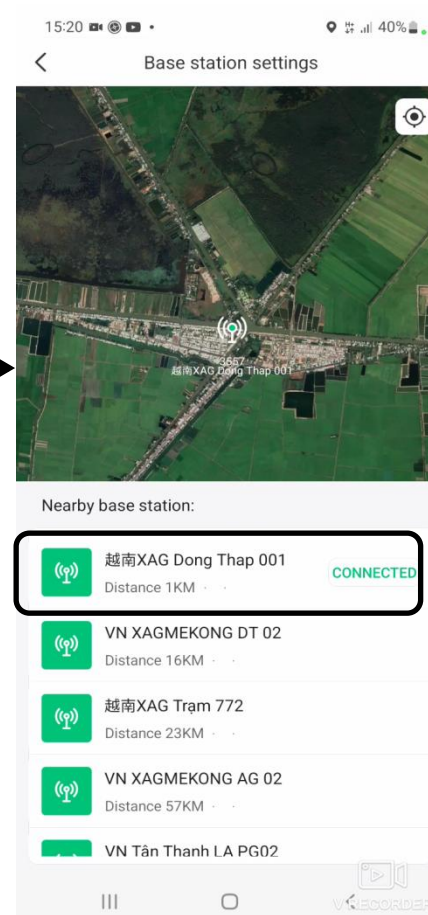 15:20
40%
Base station settings
3557
越南XAG Dong Thap 001
Nearby base station:
越南XAG Dong Thap 001
CONNECTED
Distance 1KM · ·
VN XAGMEKONG DT 02
Distance 16KM · ·
越南XAG Trạm 772
Distance 23KM · ·
VN XAGMEKONG AG 02
Distance 57KM · ·
VN Tân Thanh LA PG02
V RECORDER